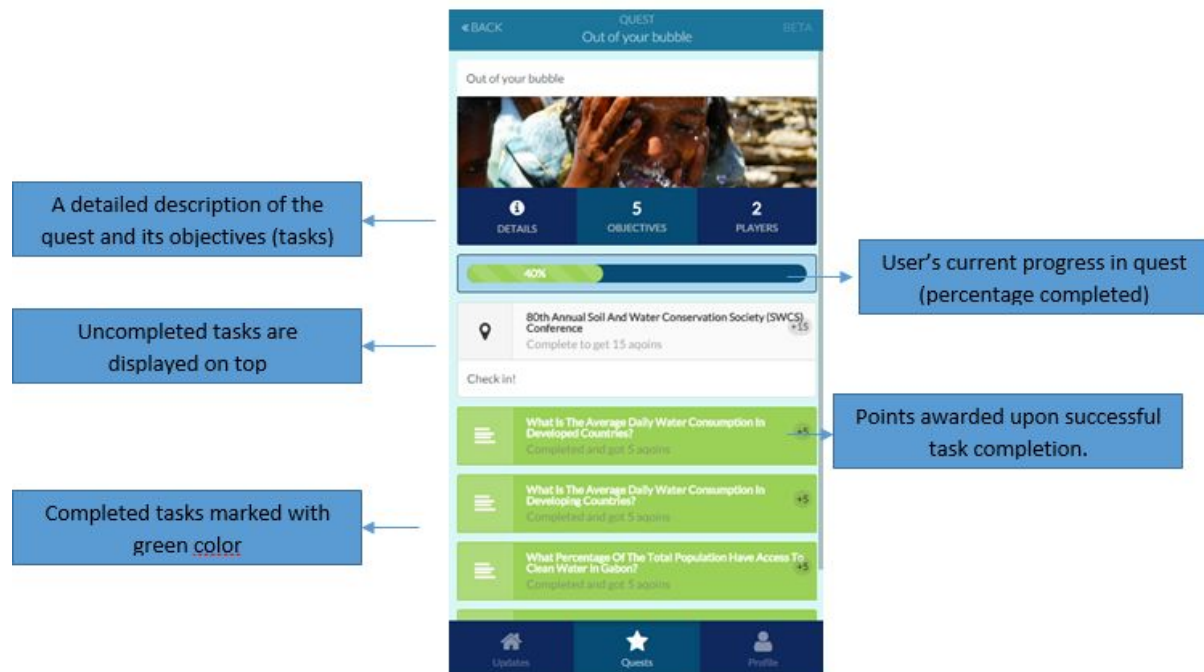 BACK
QUEST
BETA
Out of your bubble
Out of your bubble
A detailed description of the
quest and its objectives (tasks)
DETAILS
5
OBJECTIVES
2
PLAYERS
40%
User's current progress in quest
(percentage completed)
Uncompleted tasks are
displayed on top
80th Annual Soil And Water Conservation Society (SWCS)
Conference
+15
Complete to get 15 aqoins
Check in!
What Is The Average Daily Water Consumption In
Developed Countries?
+5
Completed and got 5 aqoins
Points awarded upon successful
task completion.
What Is The Average Daily Water Consumption In
Developing Countries?
+5
Completed and got 5 aqoins
Completed tasks marked with
green color
What Percentage Of The Total Population Have Access To
Clean Water In Gabon?
+5
Completed and got 5 aqoins
Updates
Quests
Profile